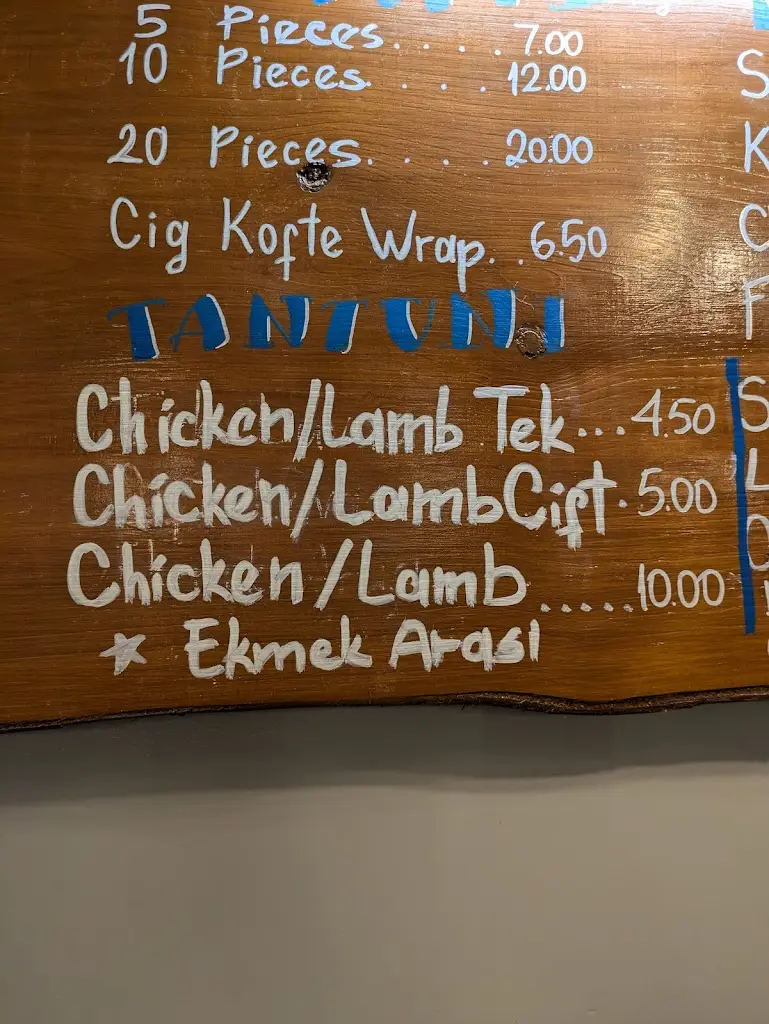 5 Pieces..... 7.00
10 Pieces..... 12.00
20 Pieces..... 20.00
Cig Kofte Wrap.. 6.50
TANTUNI
Chicken/Lamb Tek... 4.50
Chicken/Lamb Cift. 5.00
Chicken/Lamb ...... 10.00
* Ekmek Arasi